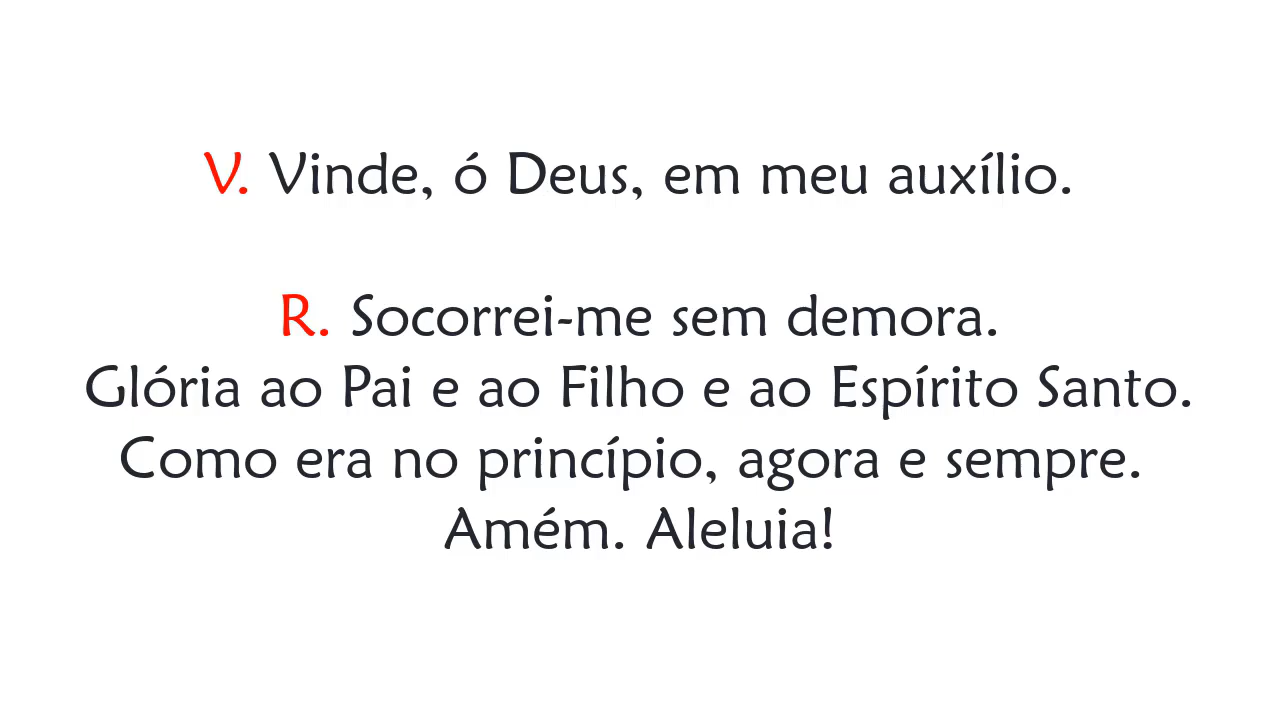 V. Vinde, ó Deus, em meu auxílio.
R. Socorrei-me sem demora.
Glória ao Pai e ao Filho e ao Espírito Santo.
Como era no princípio, agora e sempre.
Amém. Aleluia!